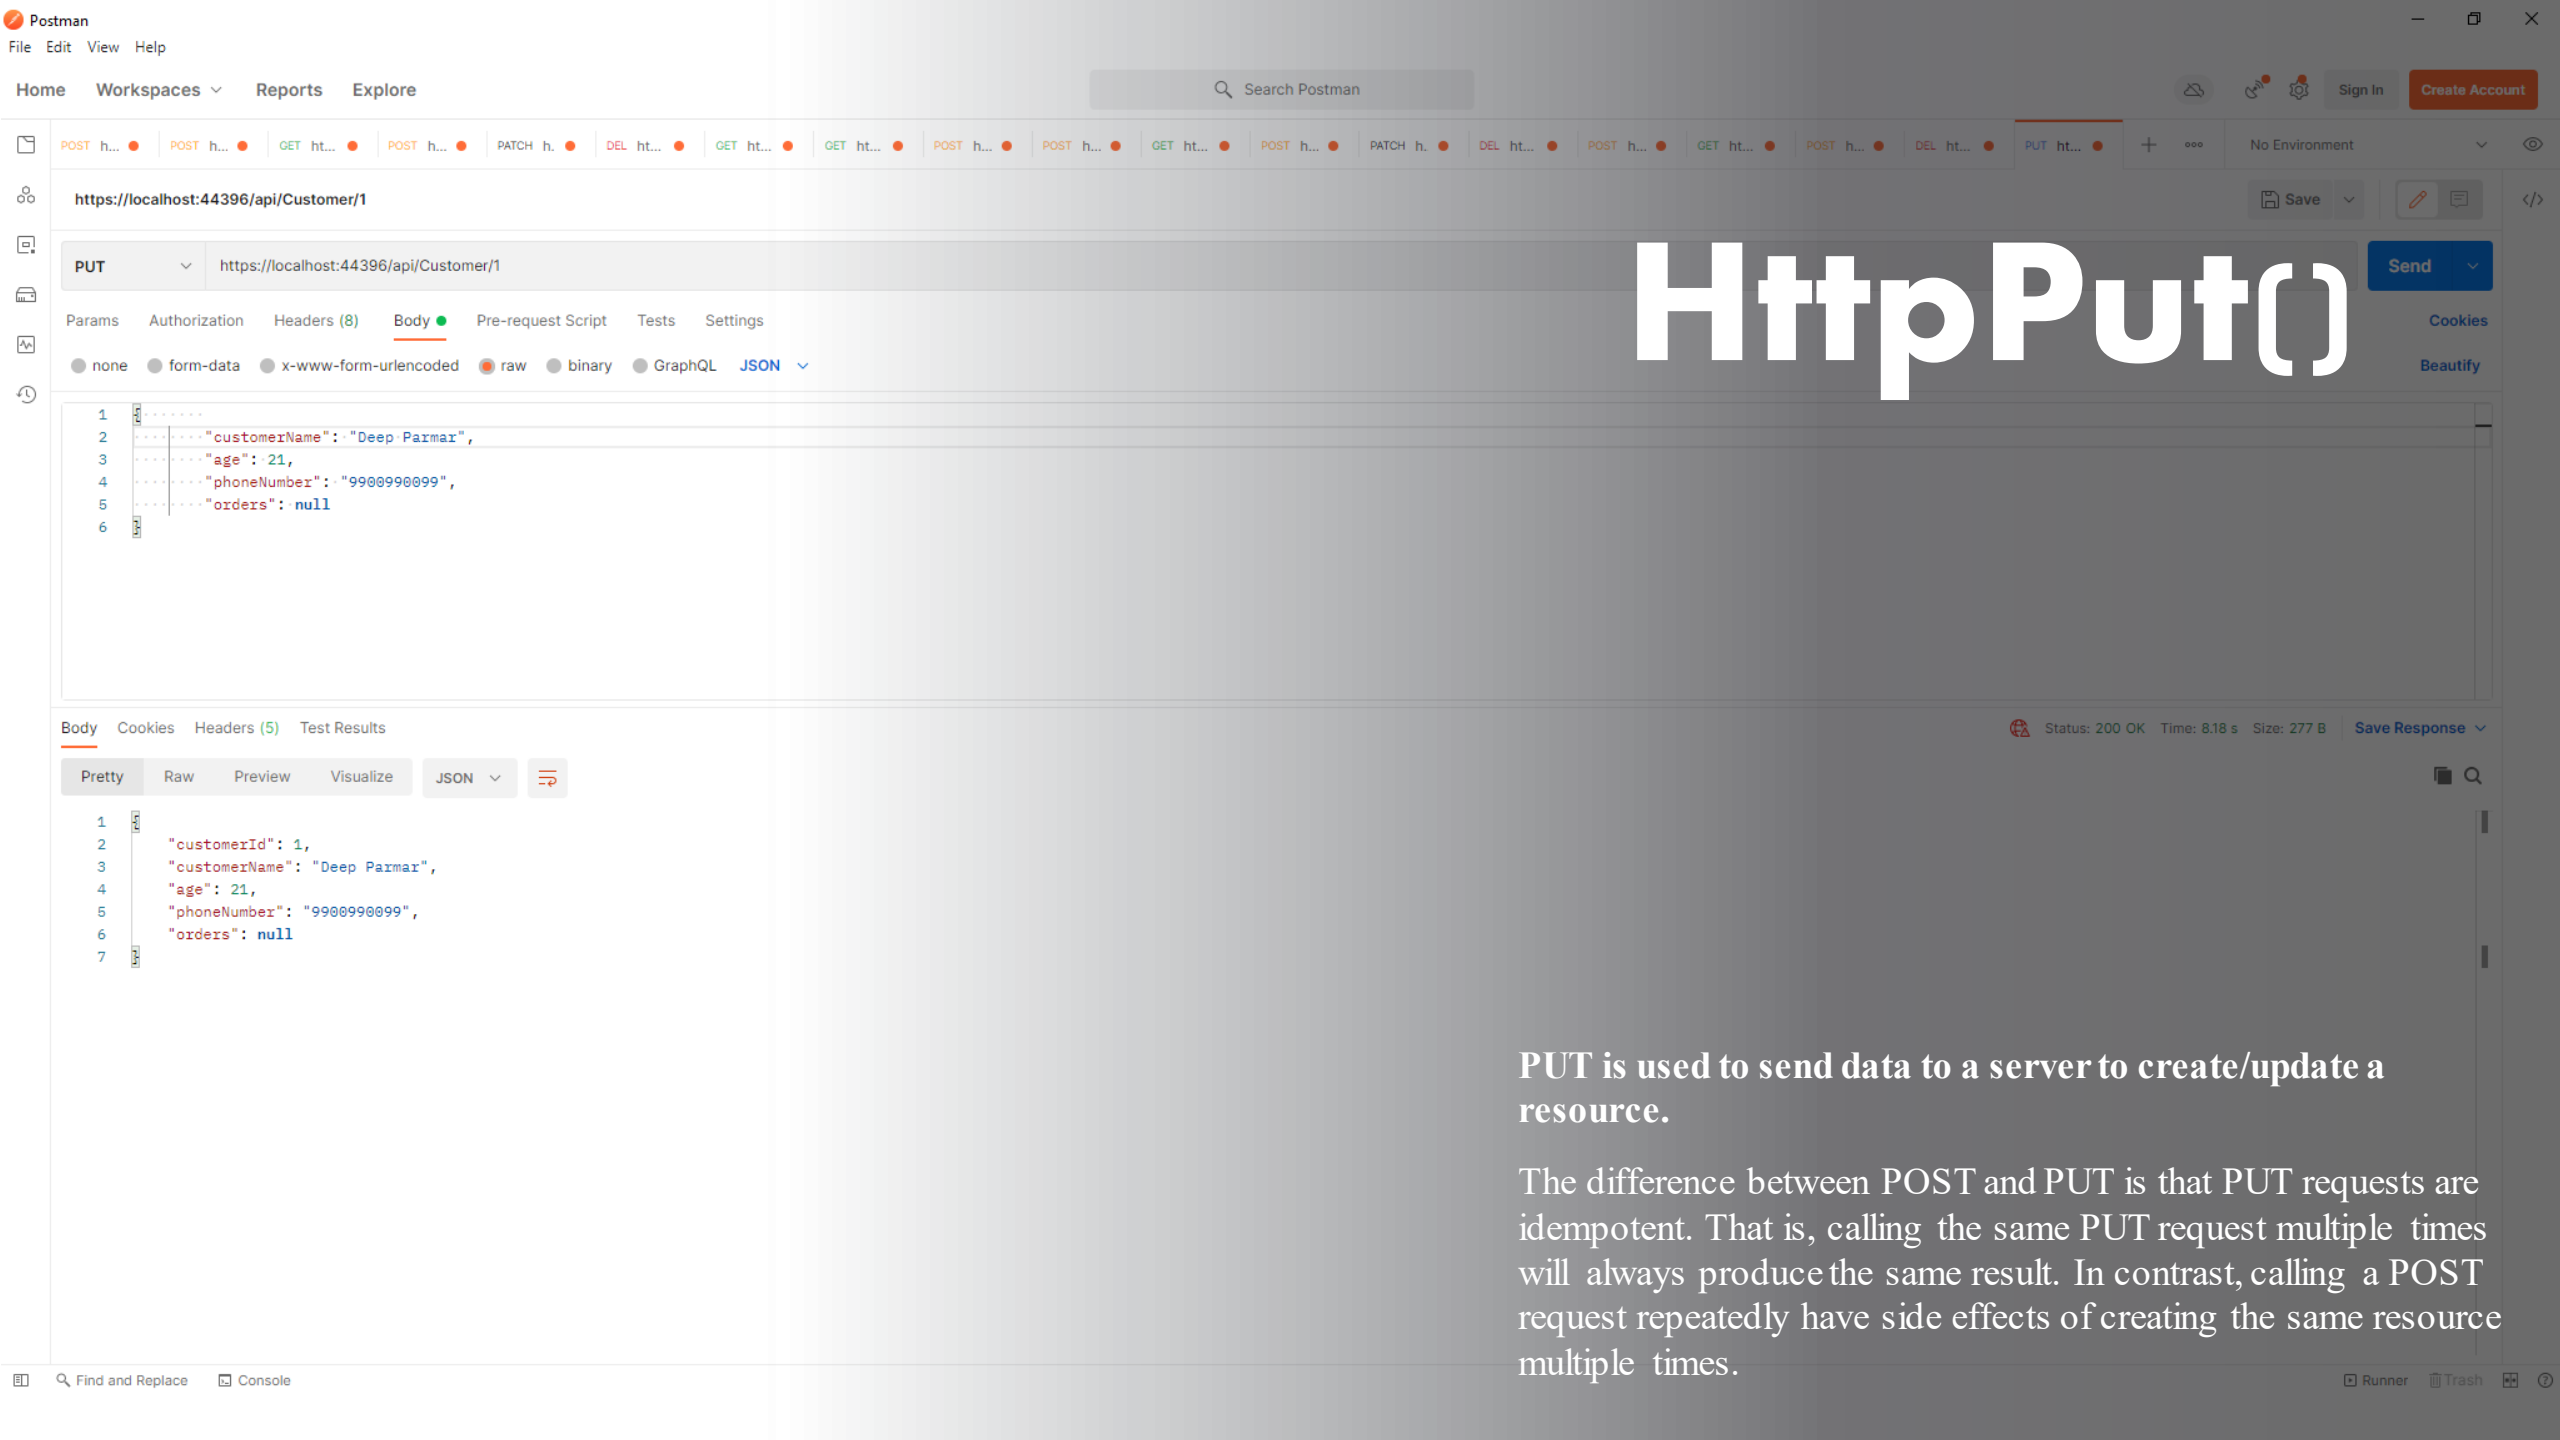 Postman
File Edit View Help
Home Workspaces Reports Explore
Search Postman
Sign In Create Account
POST h... POST h... GET ht... POST h... PATCH h. DEL ht... GET ht... GET ht... POST h... POST h... GET ht... POST h... PATCH h. DEL ht... POST h... GET ht... POST h... DEL ht... PUT ht... + ooo No Environment
https://localhost:44396/api/Customer/1
Save </>
PUT https://localhost:44396/api/Customer/1
Send
HttpPut()
Params Authorization Headers (8) Body Pre-request Script Tests Settings
Cookies
none form-data x-www-form-urlencoded raw binary GraphQL JSON
Beautify
1 {
2 "customerName": "Deep Parmar",
3 "age": 21,
4 "phoneNumber": "9900990099",
5 "orders": null
6 }
Body Cookies Headers (5) Test Results
Status: 200 OK Time: 8.18 s Size: 277 B Save Response
Pretty Raw Preview Visualize JSON
1 {
2 "customerId": 1,
3 "customerName": "Deep Parmar",
4 "age": 21,
5 "phoneNumber": "9900990099",
6 "orders": null
7 }
PUT is used to send data to a server to create/update a
resource.
The difference between POST and PUT is that PUT requests are
idempotent. That is, calling the same PUT request multiple times
will always produce the same result. In contrast, calling a POST
request repeatedly have side effects of creating the same resource
multiple times.
Find and Replace Console
Runner Trash